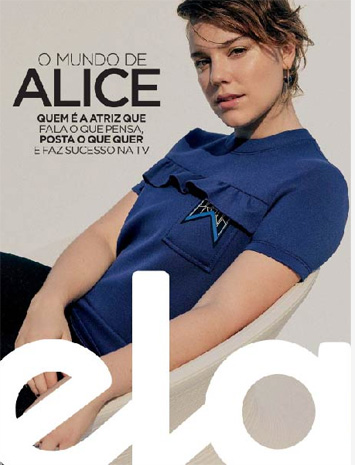 O MUNDO DE
ALICE
QUEM É A ATRIZ QUE
FALA O QUE PENSA,
POSTA O QUE QUER
E FAZ SUCESSO NA TV
ela